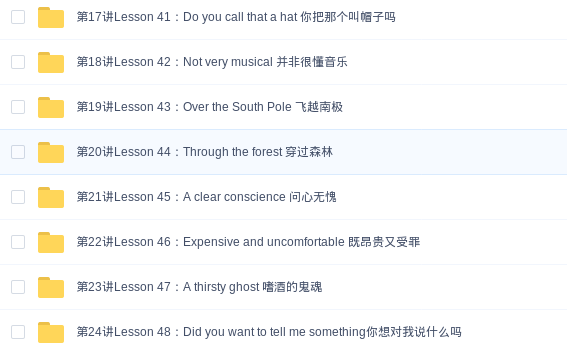 第17讲Lesson 41：Do you call that a hat 你把那个叫帽子吗
第18讲Lesson 42：Not very musical 并非很懂音乐
第19讲Lesson 43：Over the South Pole 飞越南极
第20讲Lesson 44：Through the forest 穿过森林
第21讲Lesson 45：A clear conscience 问心无愧
第22讲Lesson 46：Expensive and uncomfortable 既昂贵又受罪
第23讲Lesson 47：A thirsty ghost 嗜酒的鬼魂
第24讲Lesson 48：Did you want to tell me something你想对我说什么吗